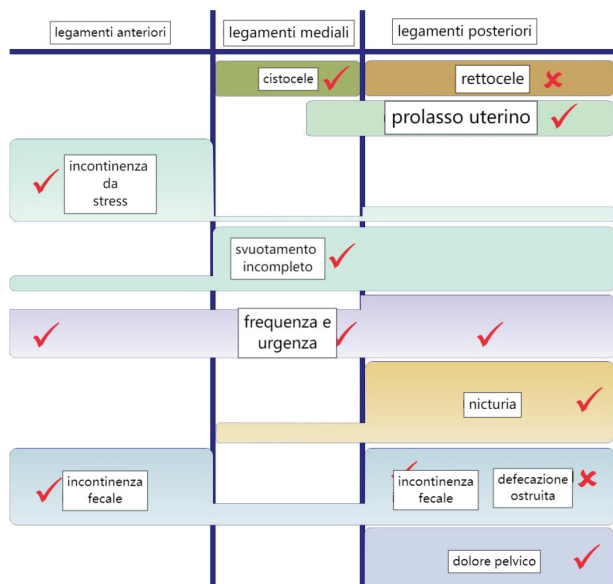 legamenti anteriori
legamenti mediali
legamenti posteriori
cistocele
rettocele
prolasso uterino
incontinenza
da
stress
svuotamento
incompleto
frequenza e
urgenza
nicturia
incontinenza
fecale
incontinenza
fecale
defecazione
ostruita
dolore pelvico